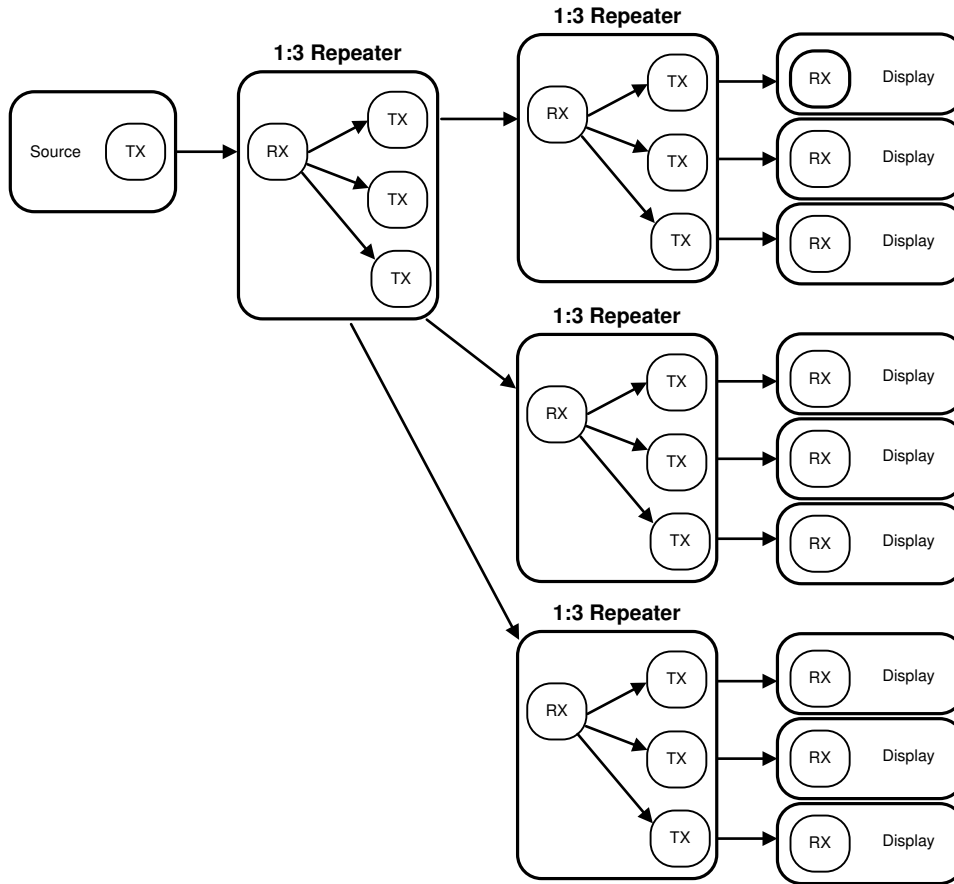 1:3 Repeater
1:3 Repeater
Source
TX
RX
TX
TX
TX
RX
TX
TX
TX
RX
Display
RX
Display
RX
Display
1:3 Repeater
RX
TX
TX
TX
RX
Display
RX
Display
RX
Display
1:3 Repeater
RX
TX
TX
TX
RX
Display
RX
Display
RX
Display